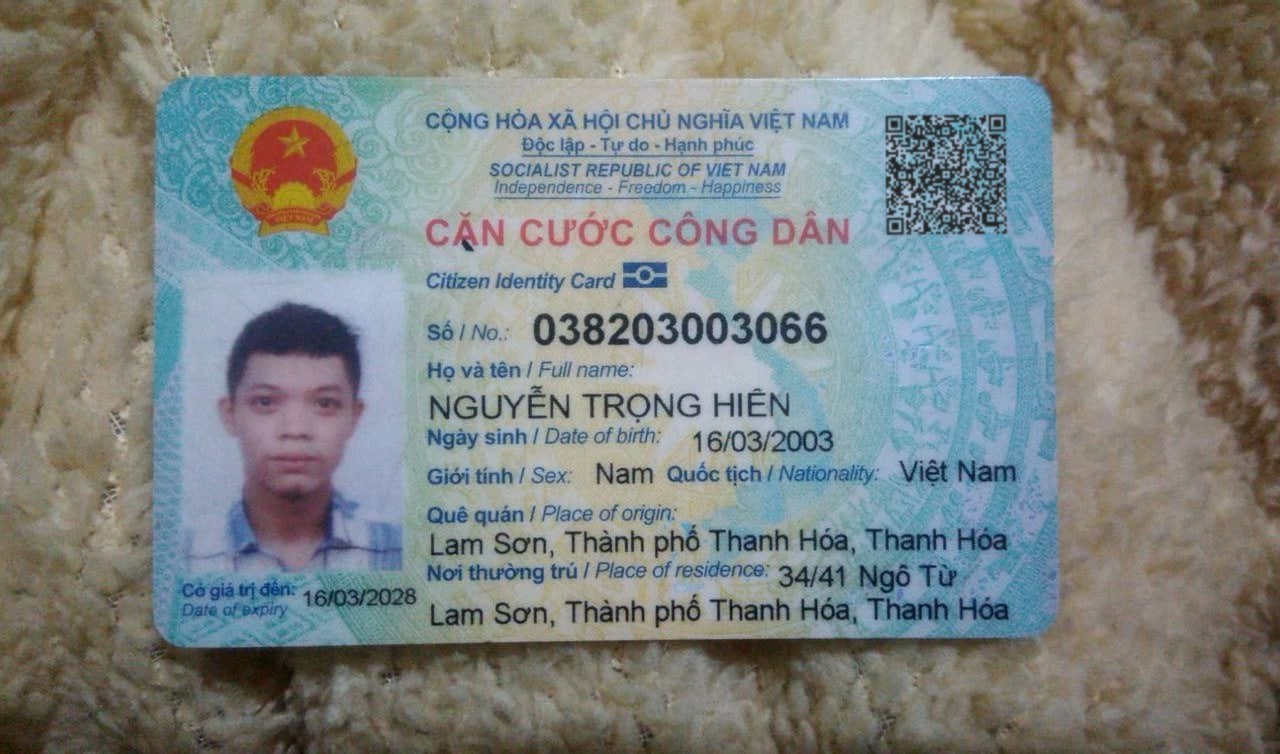 CỘNG HÒA XÃ HỘI CHỦ NGHĨA VIỆT NAM
Độc lập - Tự do - Hạnh phúc
SOCIALIST REPUBLIC OF VIET NAM
Independence - Freedom - Happiness
CĂN CƯỚC CÔNG DÂN
Citizen Identity Card
Số / No.: 038203003066
Họ và tên / Full name:
NGUYỄN TRỌNG HIÊN
Ngày sinh / Date of birth: 16/03/2003
Giới tính / Sex: Nam Quốc tịch / Nationality: Việt Nam
Quê quán / Place of origin:
Lam Sơn, Thành phố Thanh Hóa, Thanh Hóa
Nơi thường trú / Place of residence: 34/41 Ngô Từ
Lam Sơn, Thành phố Thanh Hóa, Thanh Hóa
Có giá trị đến: 16/03/2028
Date of expiry
VIỆT NAM